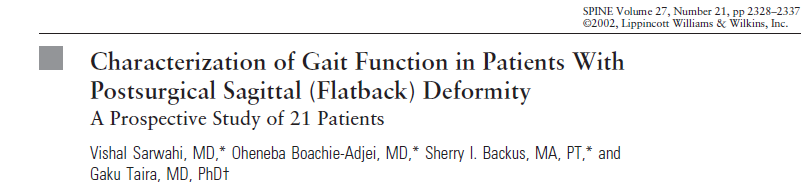 SPINE Volume 27, Number 21, pp 2328–2337
©2002, Lippincott Williams & Wilkins, Inc.
Characterization of Gait Function in Patients With
Postsurgical Sagittal (Flatback) Deformity
A Prospective Study of 21 Patients
Vishal Sarwahi, MD,* Oheneba Boachie-Adjei, MD,* Sherry I. Backus, MA, PT,* and
Gaku Taira, MD, PhD†